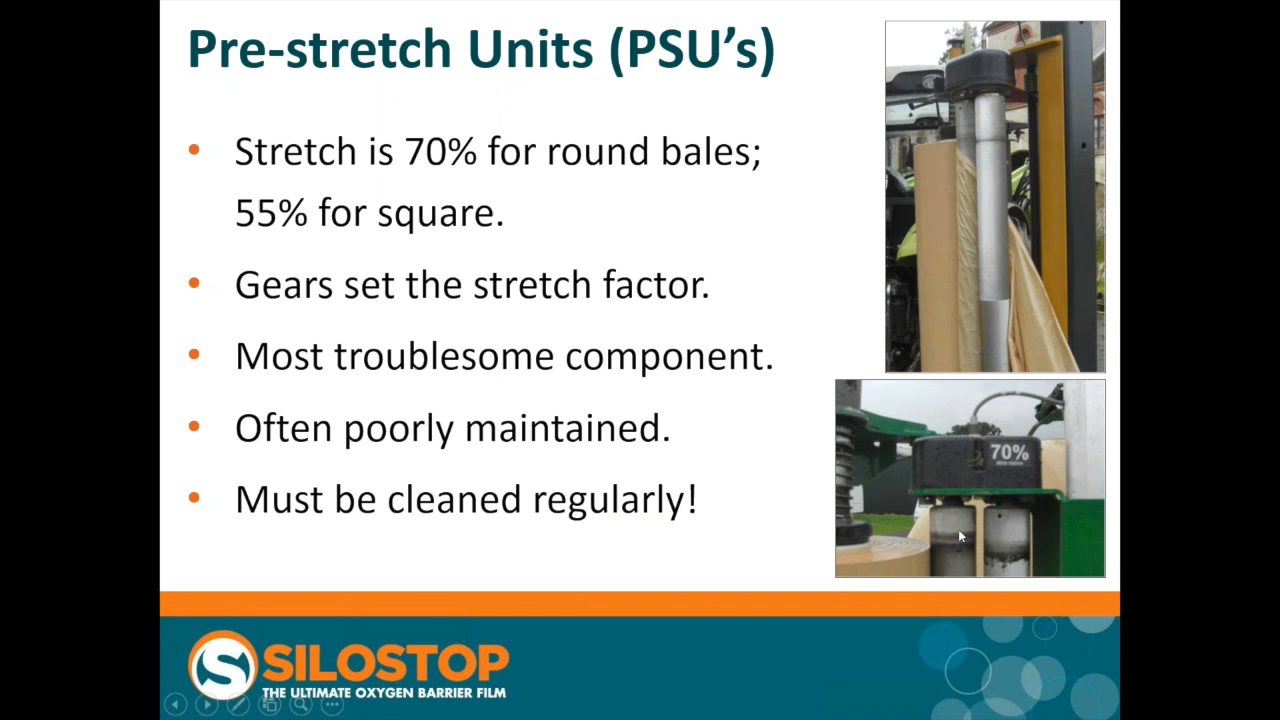 Pre-stretch Units (PSU’s)
• Stretch is 70% for round bales;
55% for square.
• Gears set the stretch factor.
• Most troublesome component.
• Often poorly maintained.
• Must be cleaned regularly!
70%
SILOSTOP
THE ULTIMATE OXYGEN BARRIER FILM